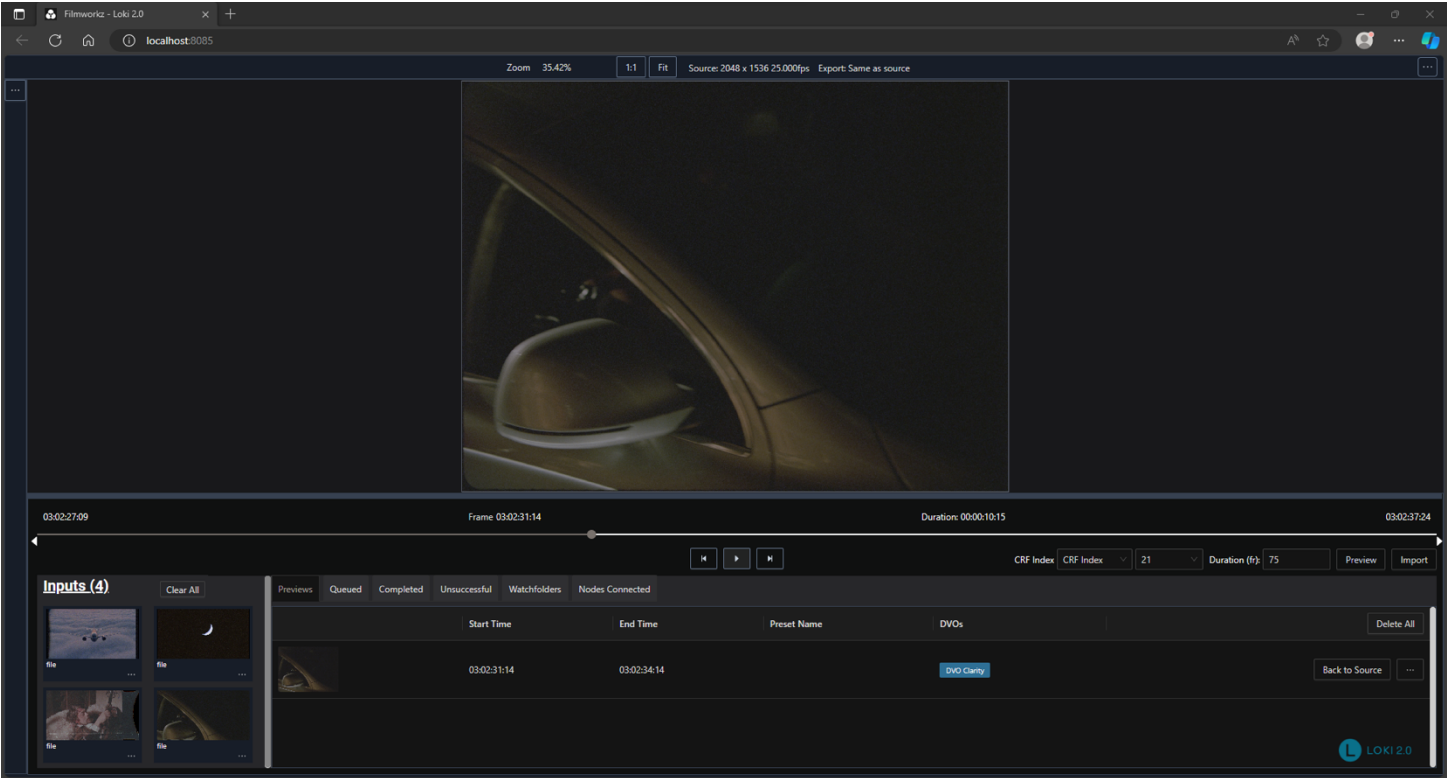 Filmworkz - Loki 2.0
localhost:8085
Zoom 35.42% 1:1 Fit Source: 2048 x 1536 25.000fps Export: Same as source
03:02:27:09 Frame 03:02:31:14 Duration: 00:00:10:15 03:02:37:24
CRF Index CRF Index 21 Duration (fr): 75 Preview Import
Inputs (4) Clear All
file
file
file
file
Previews Queued Completed Unsuccessful Watchfolders Nodes Connected
Start Time End Time Preset Name DVOs Delete All
03:02:31:14 03:02:34:14 DVO Clarity Back to Source
L LOKI 2.0